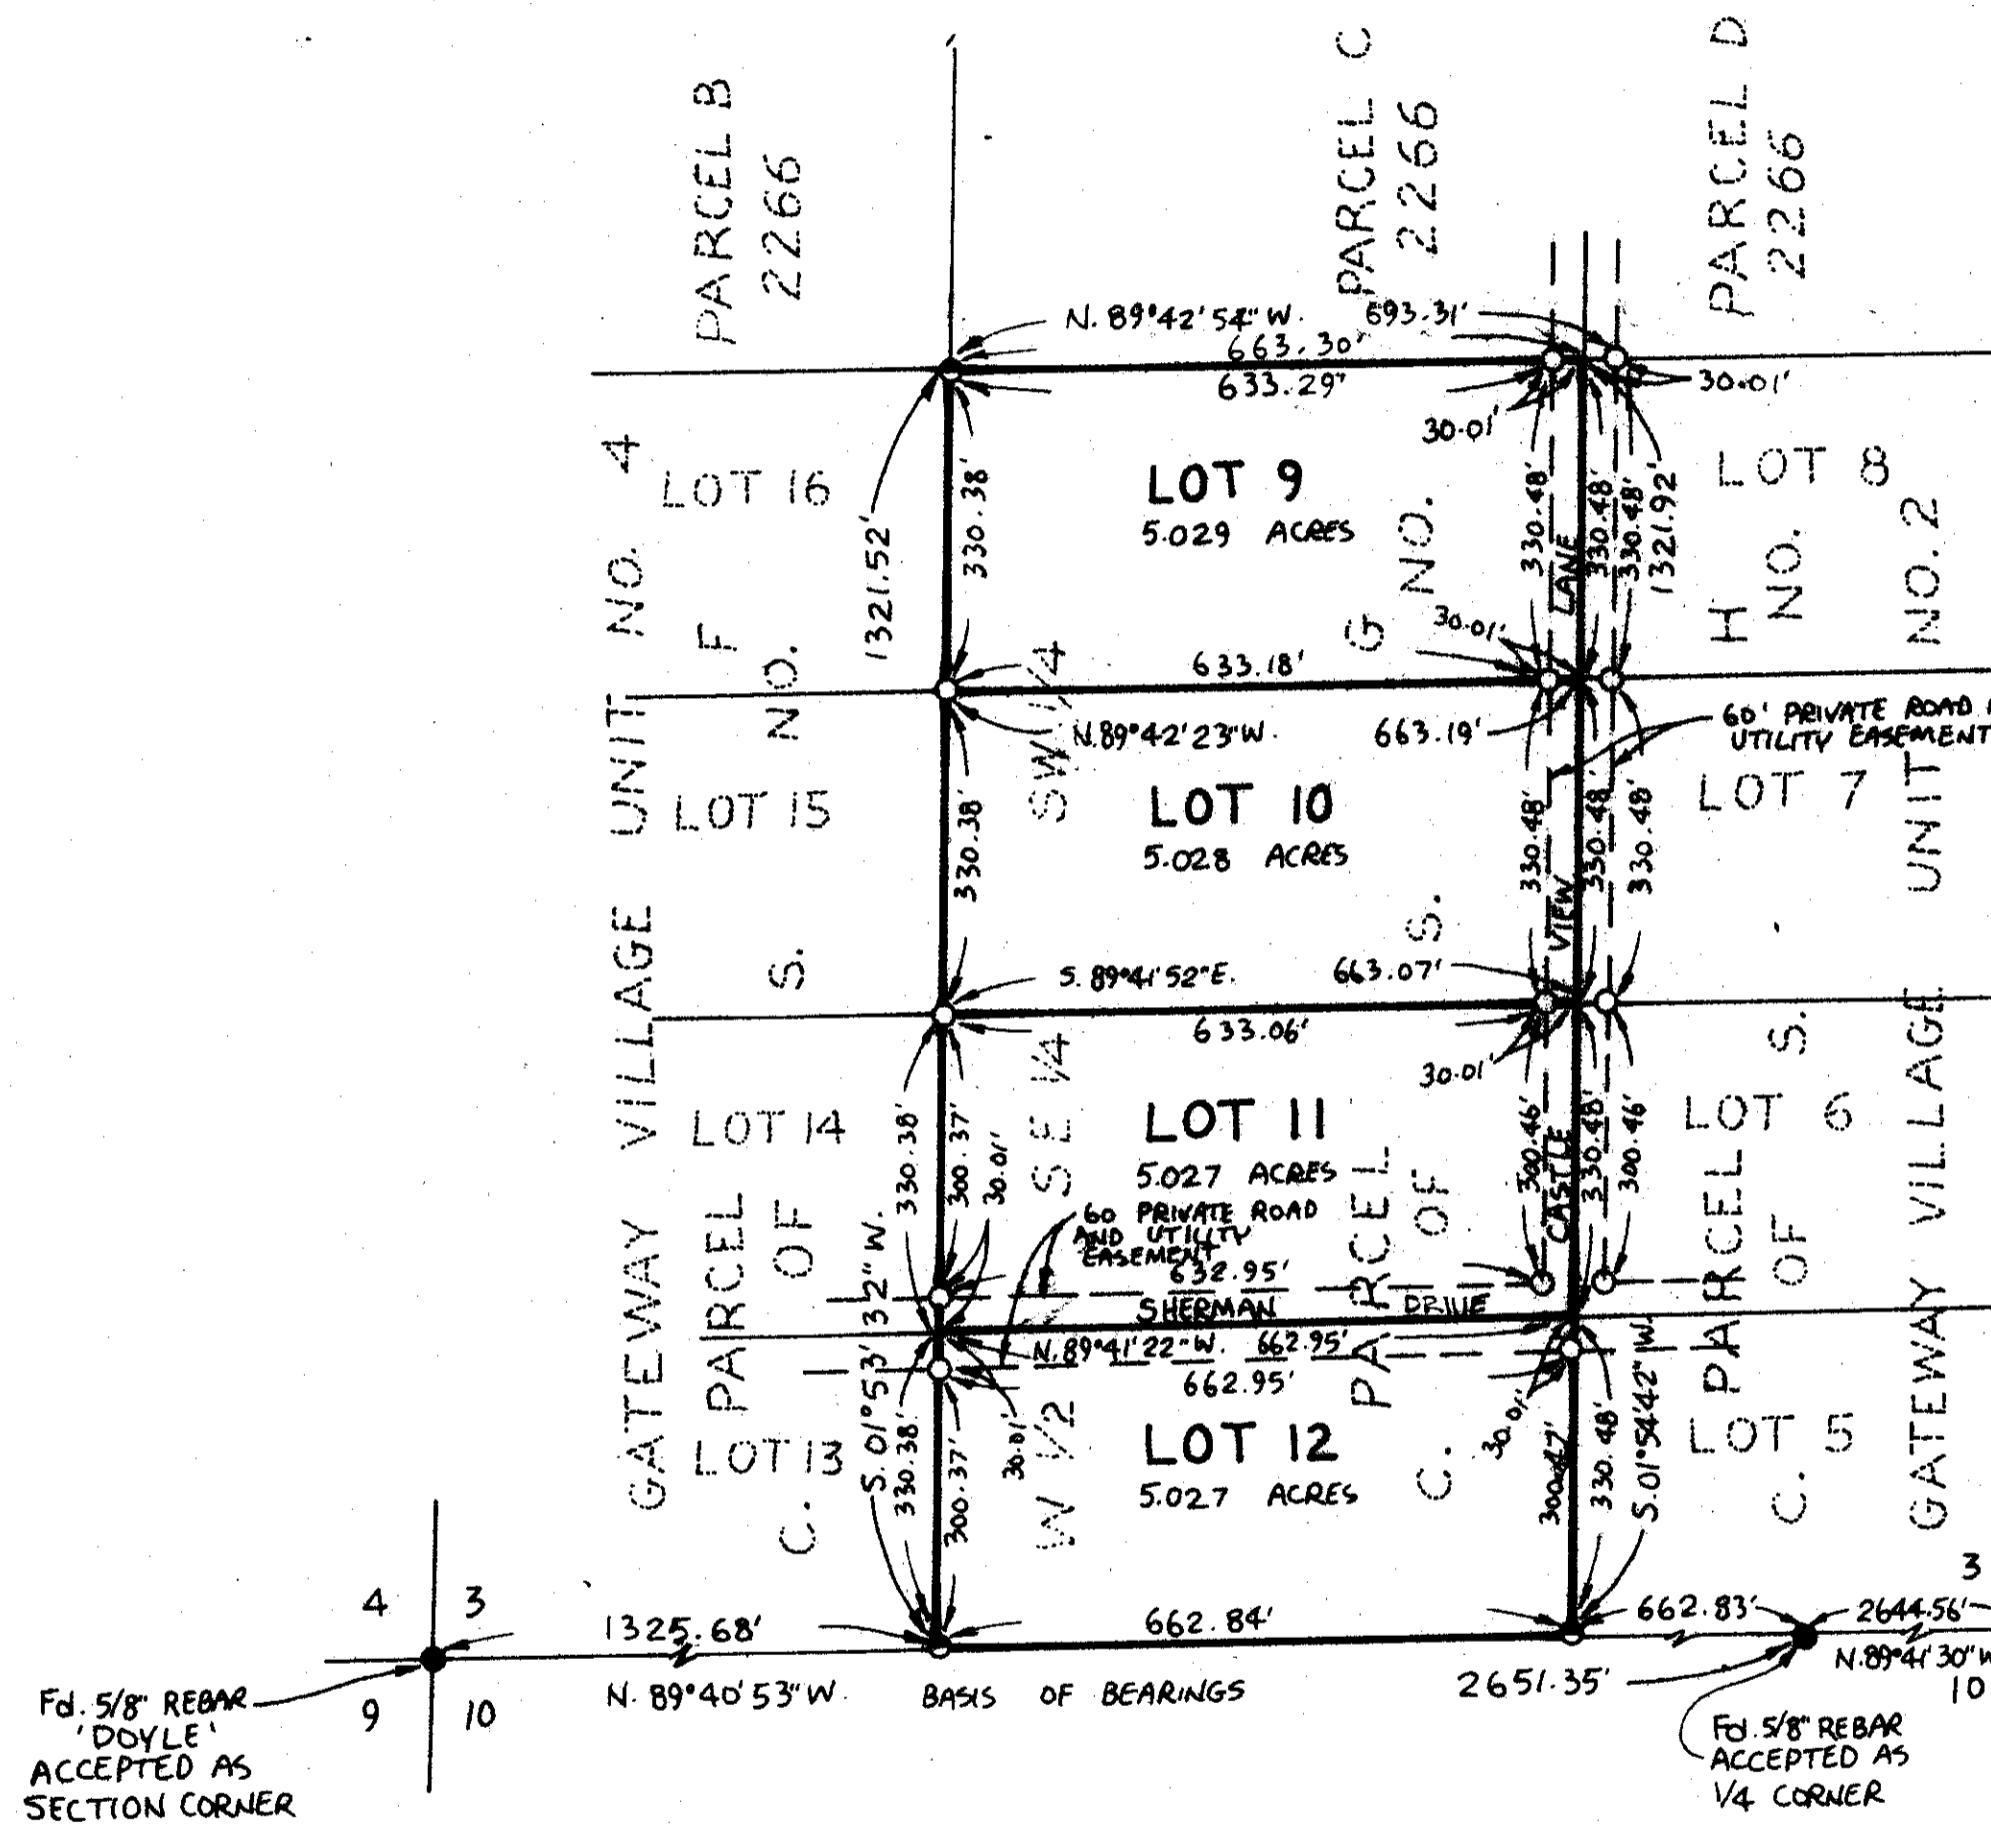 PARCEL B
2266
PARCEL C
2266
PARCEL D
2266
N. 89°42'54" W.
693.31'
663.30'
633.29'
30.01'
30.01'
LOT 16
LOT 9
5.029 ACRES
LOT 8
1321.52'
330.38'
330.48'
330.48'
330.48'
1321.92'
LANE
30.01'
633.18'
N.89°42'23"W.
663.19'
60' PRIVATE ROAD
UTILITY EASEMENT
LOT 15
LOT 10
5.028 ACRES
LOT 7
330.38'
330.48'
330.48'
330.48'
VIEW
S. 89°41'52"E.
663.07'
633.06'
30.01'
LOT 14
LOT 11
5.027 ACRES
LOT 6
330.38'
300.37'
30.01'
300.46'
330.48'
300.46'
CASTLE
60 PRIVATE ROAD
AND UTILITY
EASEMENT
632.95'
SHERMAN DRIVE
N.89°41'22"W. 662.95'
662.95'
LOT 13
LOT 12
5.027 ACRES
LOT 5
S.01°53'32"W.
330.38'
300.37'
30.01'
30.01'
300.47'
330.48'
S.01°54'42"W.
GATEWAY VILLAGE UNIT NO. 4
PARCEL F
C. OF S. NO.
W 1/2 SE 1/4 SW 1/4
PARCEL G
C. OF S. NO.
PARCEL H
C. OF S. NO.
GATEWAY VILLAGE UNIT NO. 2
4 3
9 10
3
10
1325.68'
662.84'
662.83'
2644.56'
N. 89°40'53"W.
BASIS OF BEARINGS
2651.35'
N.89°41'30"W
Fd. 5/8" REBAR
'DOYLE'
ACCEPTED AS
SECTION CORNER
Fd. 5/8" REBAR
ACCEPTED AS
1/4 CORNER